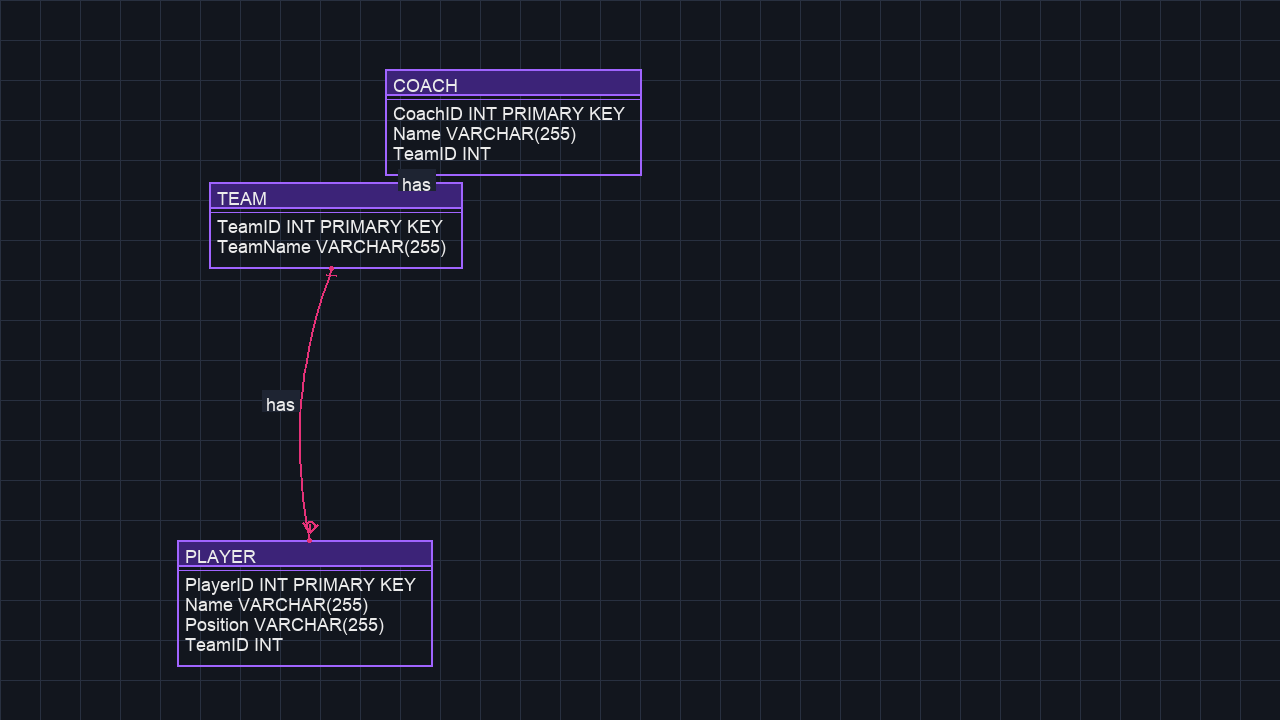 COACH
CoachID INT PRIMARY KEY
Name VARCHAR(255)
TeamID INT
has
TEAM
TeamID INT PRIMARY KEY
TeamName VARCHAR(255)
has
PLAYER
PlayerID INT PRIMARY KEY
Name VARCHAR(255)
Position VARCHAR(255)
TeamID INT